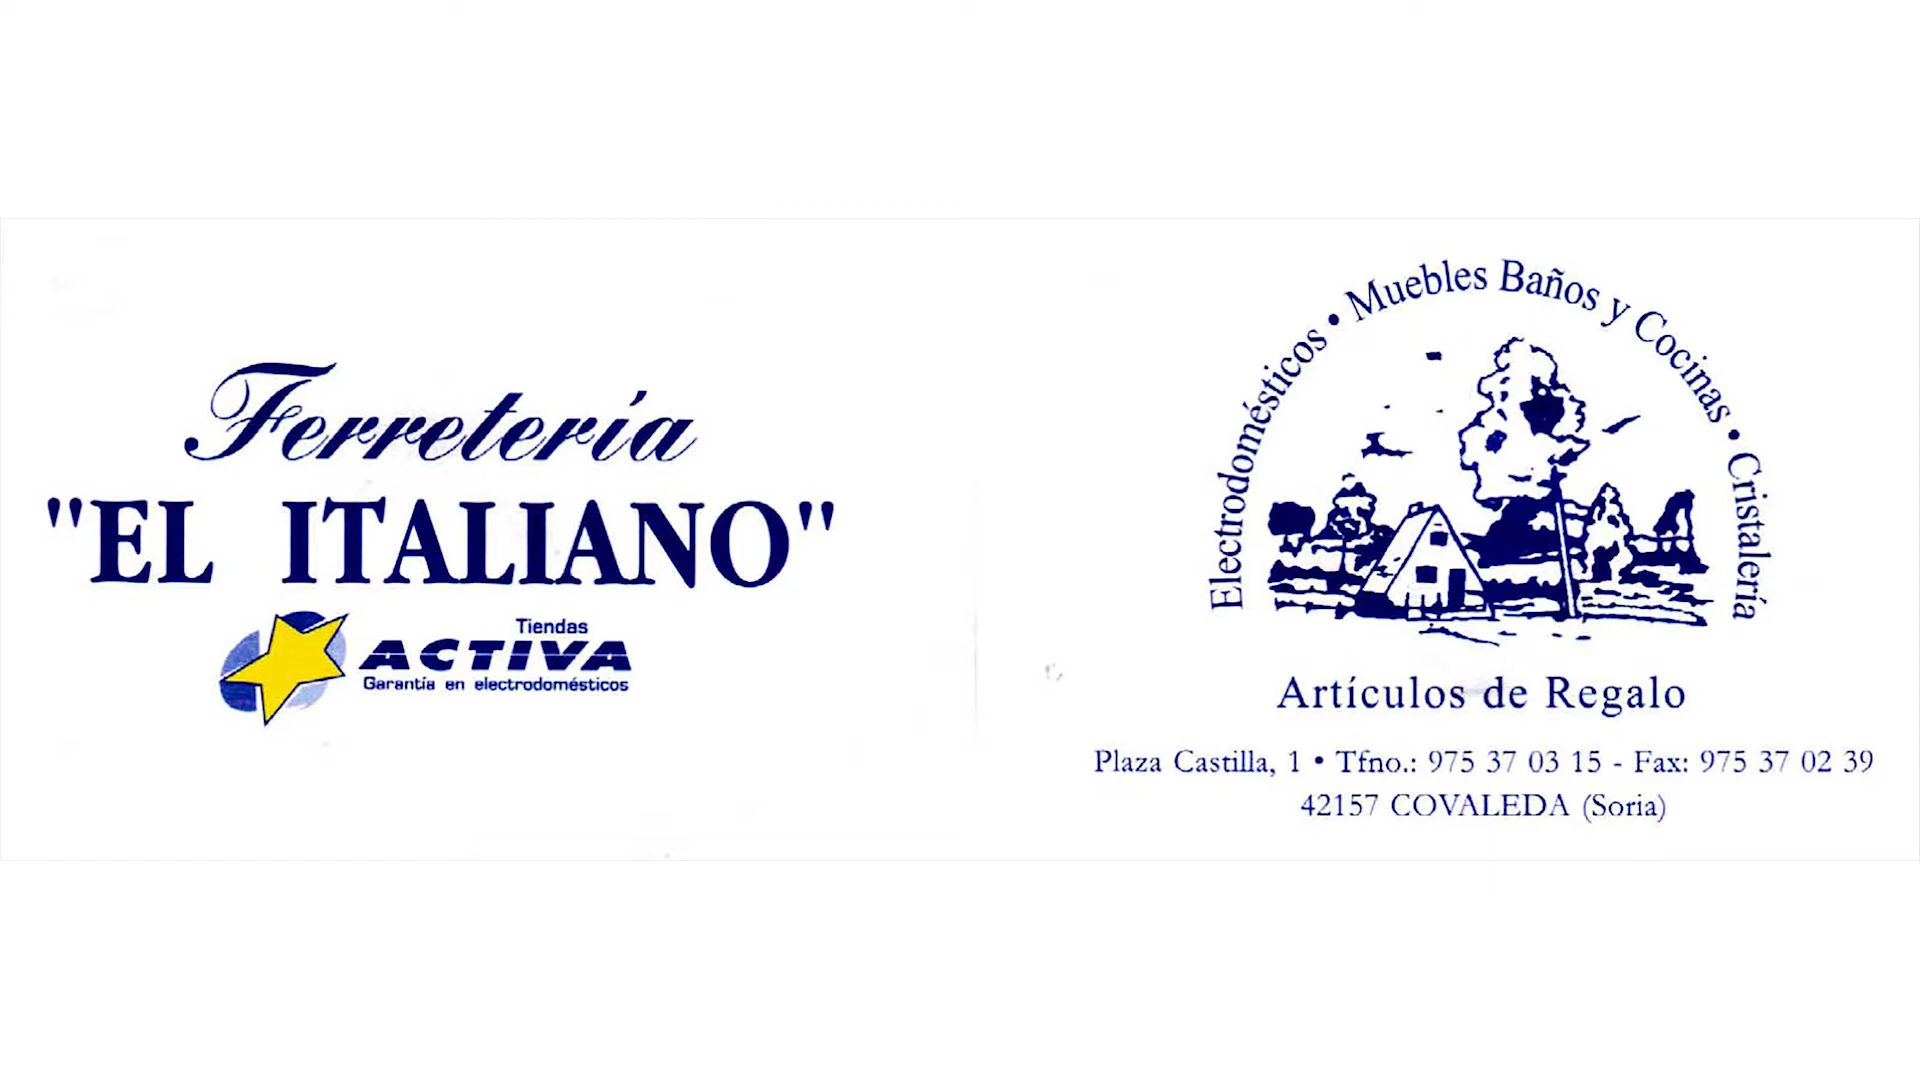 Ferretería
"EL ITALIANO"
Tiendas
ACTIVA
Garantía en electrodomésticos
Electrodomésticos • Muebles Baños y Cocinas • Cristalería
Artículos de Regalo
Plaza Castilla, 1 • Tfno.: 975 37 03 15 - Fax: 975 37 02 39
42157 COVALEDA (Soria)